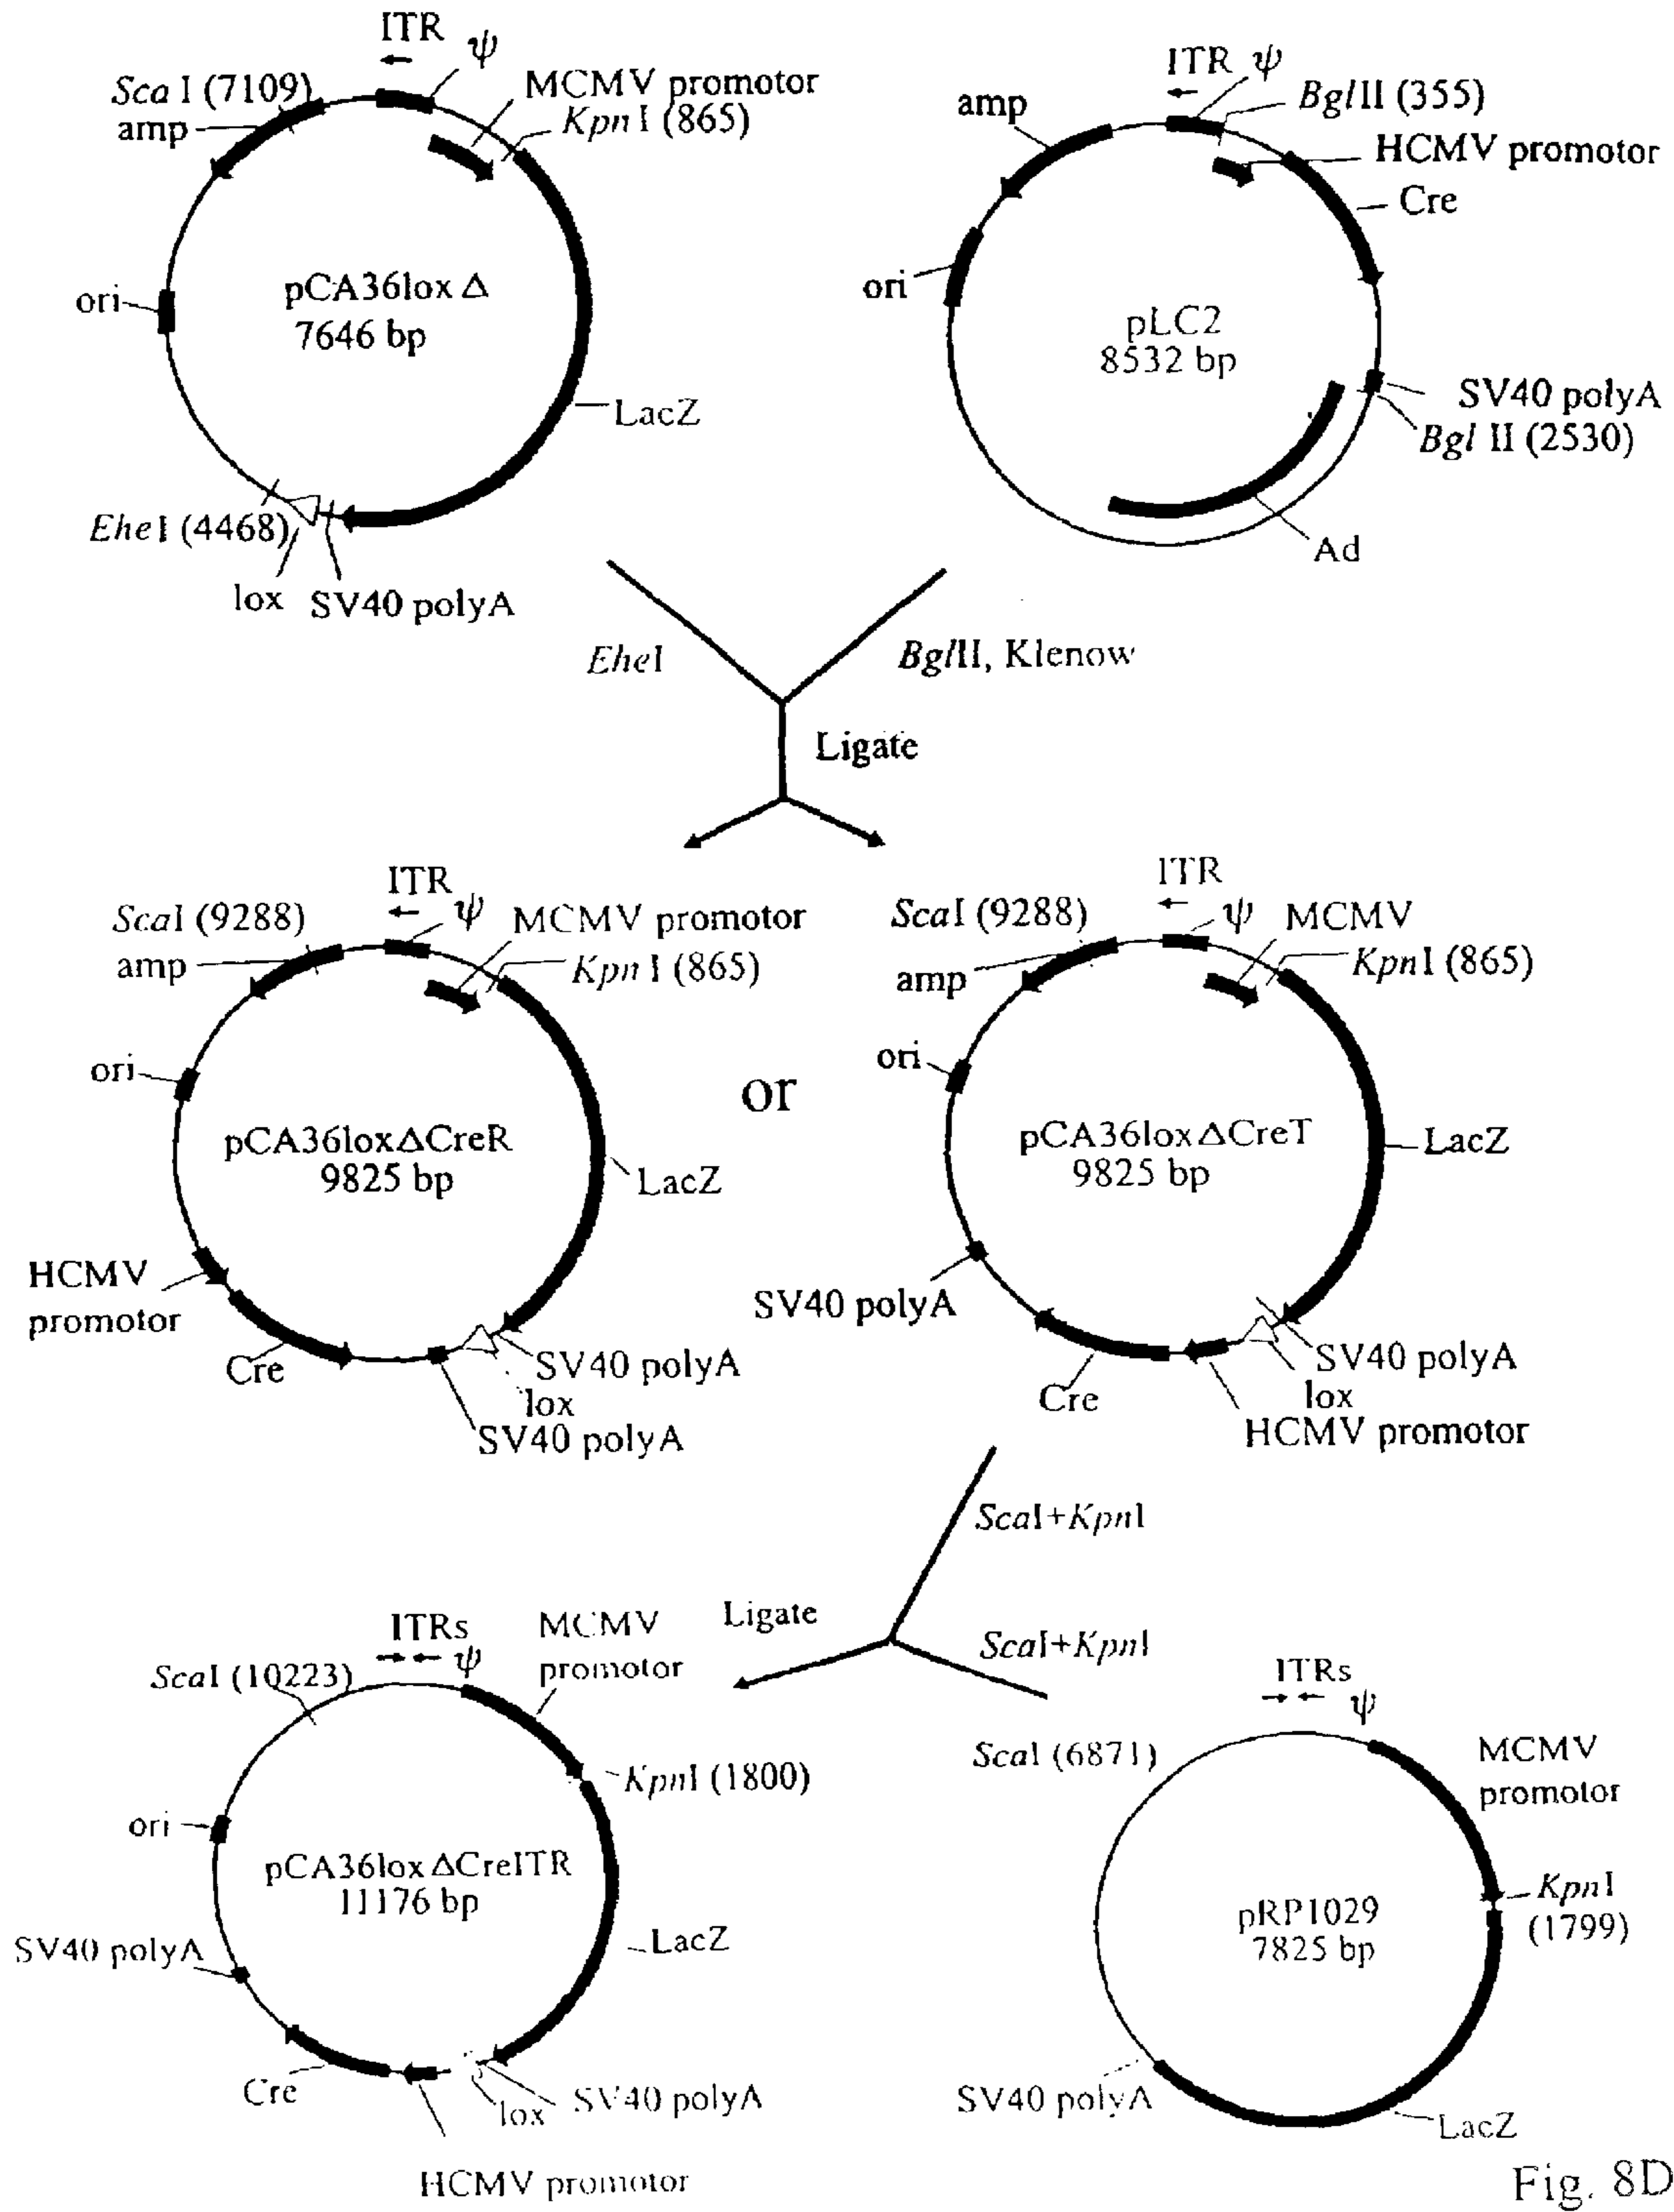 ITR ψ
Sca I (7109)
amp
MCMV promotor
Kpn I (865)
ori
pCA36lox Δ
7646 bp
LacZ
Ehe I (4468)
lox
SV40 polyA
ITR ψ
BglII (355)
amp
HCMV promotor
Cre
ori
pLC2
8532 bp
SV40 polyA
Bgl II (2530)
Ad
EheI
BglII, Klenow
Ligate
ITR
ψ
ScaI (9288)
amp
MCMV promotor
Kpn I (865)
ori
pCA36loxΔCreR
9825 bp
LacZ
HCMV
promotor
Cre
SV40 polyA
lox
SV40 polyA
or
ITR
ψ
ScaI (9288)
amp
MCMV
KpnI (865)
ori
pCA36loxΔCreT
9825 bp
LacZ
SV40 polyA
Cre
SV40 polyA
lox
HCMV promotor
ScaI+KpnI
Ligate
ScaI+KpnI
ITRs
ψ
MCMV
promotor
ScaI (10223)
KpnI (1800)
ori
pCA36lox ΔCreITR
11176 bp
LacZ
SV40 polyA
Cre
lox
SV40 polyA
HCMV promotor
ITRs
ψ
ScaI (6871)
MCMV
promotor
KpnI
(1799)
pRP1029
7825 bp
SV40 polyA
LacZ
Fig. 8D